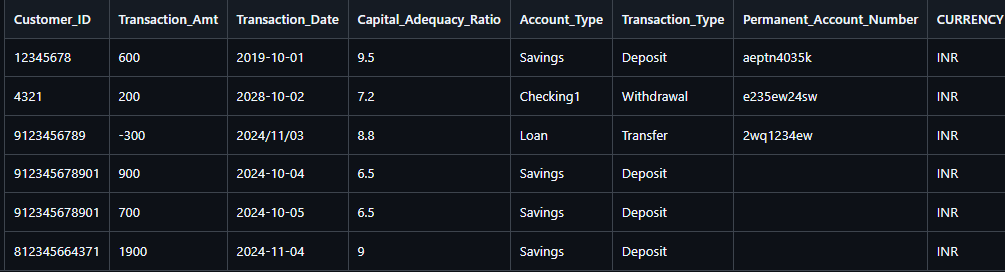 Customer_ID Transaction_Amt Transaction_Date Capital_Adequacy_Ratio Account_Type Transaction_Type Permanent_Account_Number CURRENCY
12345678 600 2019-10-01 9.5 Savings Deposit aeptn4035k INR
4321 200 2028-10-02 7.2 Checking1 Withdrawal e235ew24sw INR
9123456789 -300 2024/11/03 8.8 Loan Transfer 2wq1234ew INR
912345678901 900 2024-10-04 6.5 Savings Deposit INR
912345678901 700 2024-10-05 6.5 Savings Deposit INR
812345664371 1900 2024-11-04 9 Savings Deposit INR